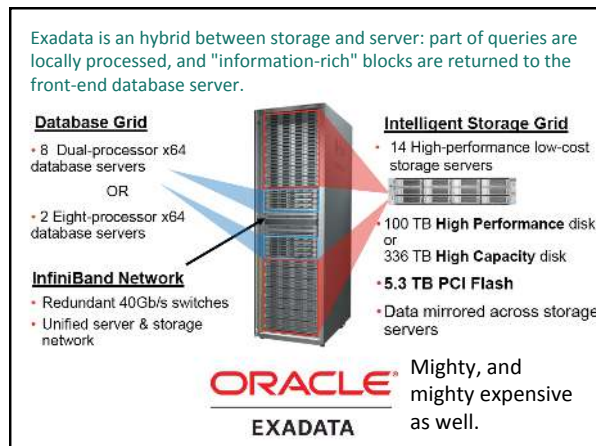 Exadata is an hybrid between storage and server: part of queries are
locally processed, and "information-rich" blocks are returned to the
front-end database server.
Database Grid
• 8 Dual-processor x64
database servers
OR
• 2 Eight-processor x64
database servers
InfiniBand Network
• Redundant 40Gb/s switches
• Unified server & storage
network
Intelligent Storage Grid
• 14 High-performance low-cost
storage servers
• 100 TB High Performance disk
or
336 TB High Capacity disk
• 5.3 TB PCI Flash
• Data mirrored across storage
servers
ORACLE®
EXADATA
Mighty, and
mighty expensive
as well.